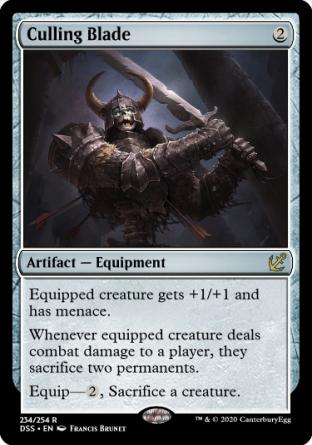 Culling Blade 2
Artifact — Equipment
Equipped creature gets +1/+1 and
has menace.
Whenever equipped creature deals
combat damage to a player, they
sacrifice two permanents.
Equip—2, Sacrifice a creature.
234/254 R
DSS • EN Francis Brunet
™ & © 2020 CanterburyEgg